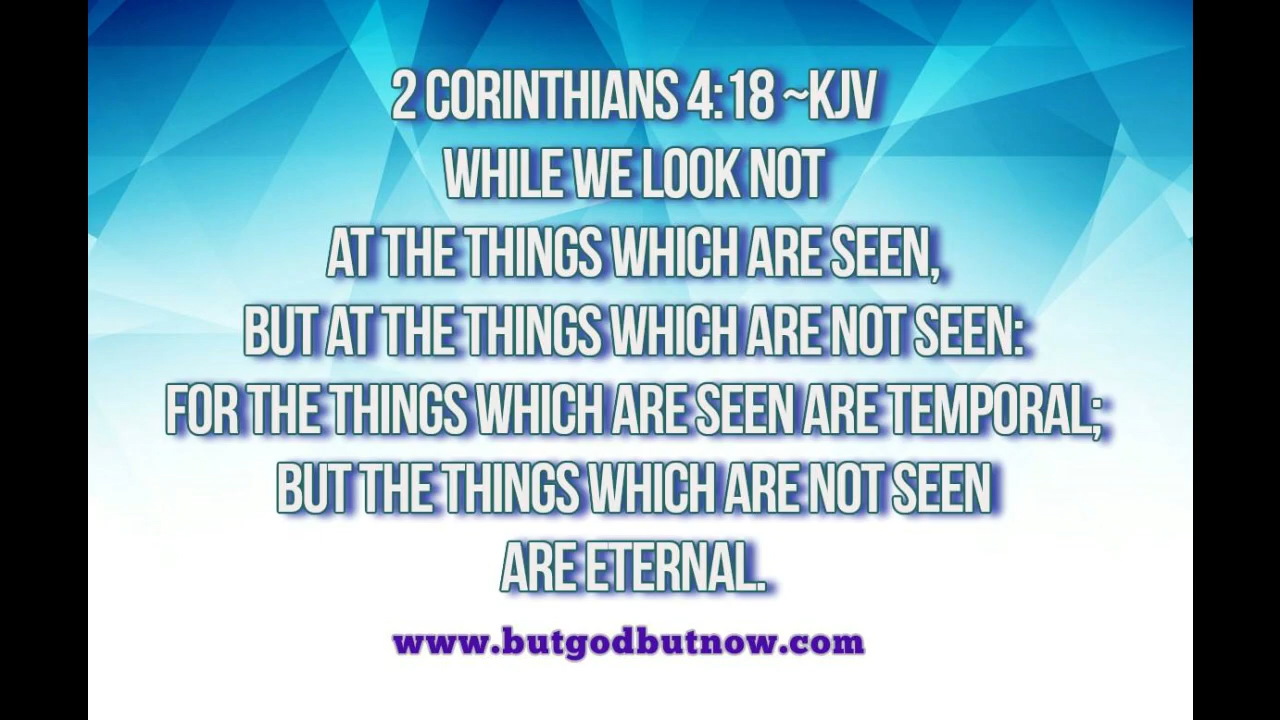 2 CORINTHIANS 4:18 ~KJV
WHILE WE LOOK NOT
AT THE THINGS WHICH ARE SEEN,
BUT AT THE THINGS WHICH ARE NOT SEEN:
FOR THE THINGS WHICH ARE SEEN ARE TEMPORAL;
BUT THE THINGS WHICH ARE NOT SEEN
ARE ETERNAL.
www.butgodbutnow.com